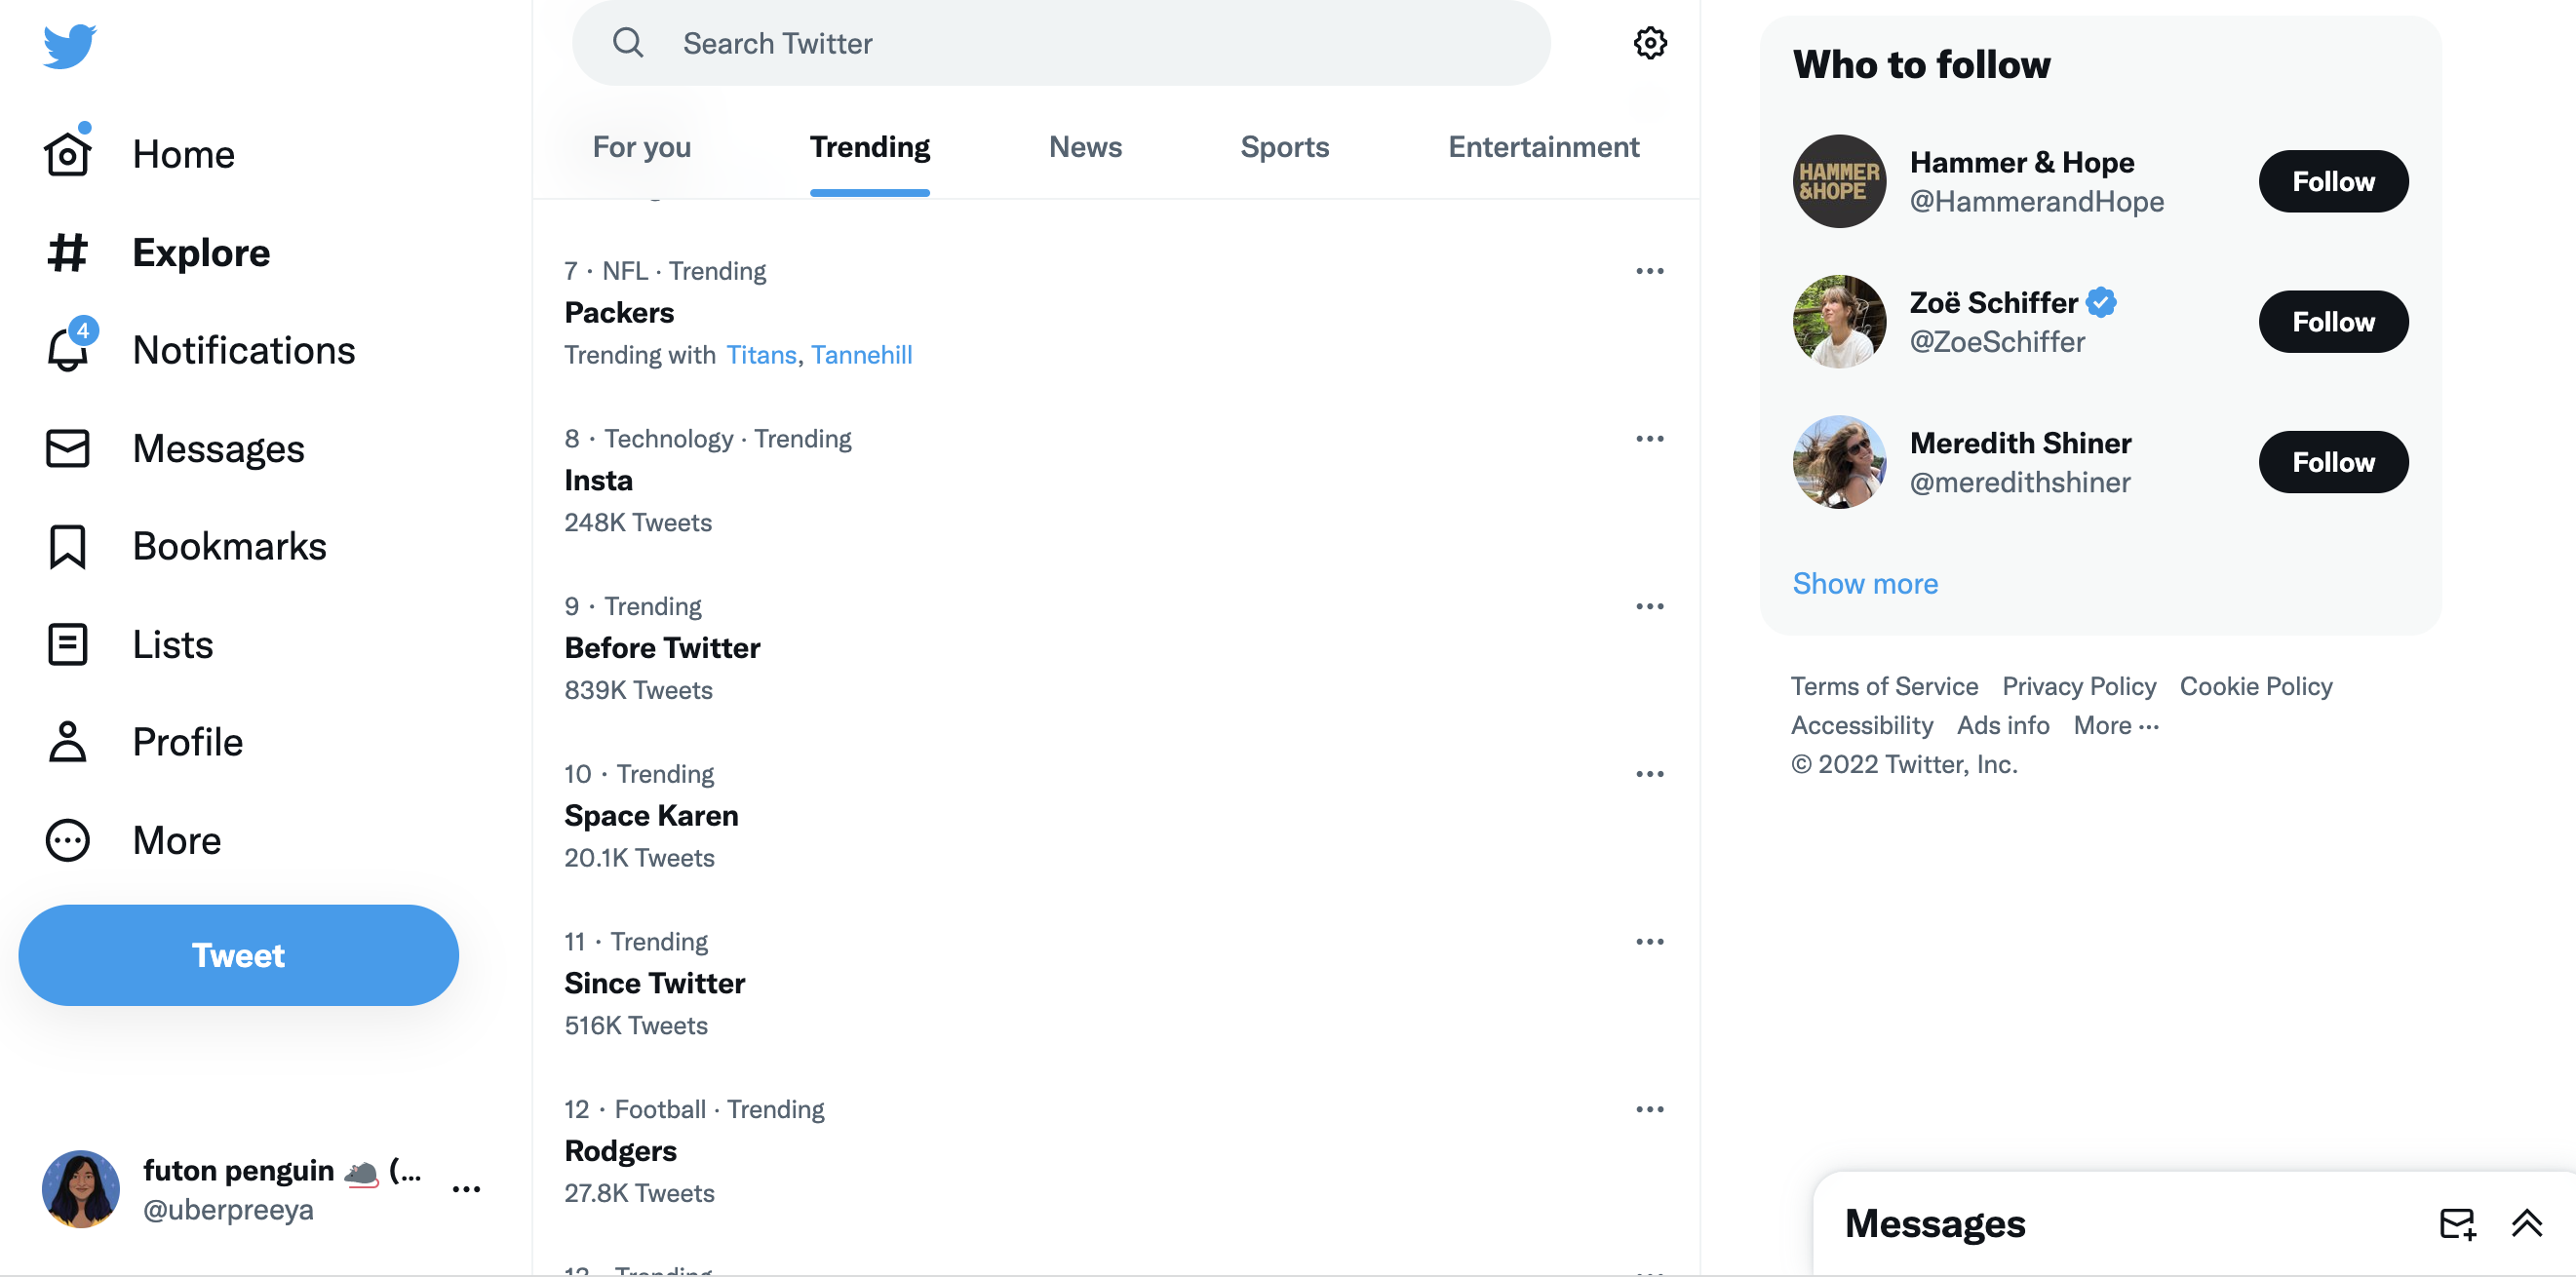 Home
Explore
4
Notifications
Messages
Bookmarks
Lists
Profile
More
Tweet
futon penguin 🐀 (...
@uberpreeya
Search Twitter
For you Trending News Sports Entertainment
7 · NFL · Trending
Packers
Trending with Titans, Tannehill
8 · Technology · Trending
Insta
248K Tweets
9 · Trending
Before Twitter
839K Tweets
10 · Trending
Space Karen
20.1K Tweets
11 · Trending
Since Twitter
516K Tweets
12 · Football · Trending
Rodgers
27.8K Tweets
13 · Trending
Who to follow
HAMMER
&HOPE
Hammer & Hope
@HammerandHope
Follow
Zoë Schiffer
@ZoeSchiffer
Follow
Meredith Shiner
@meredithshiner
Follow
Show more
Terms of Service Privacy Policy Cookie Policy
Accessibility Ads info More ···
© 2022 Twitter, Inc.
Messages